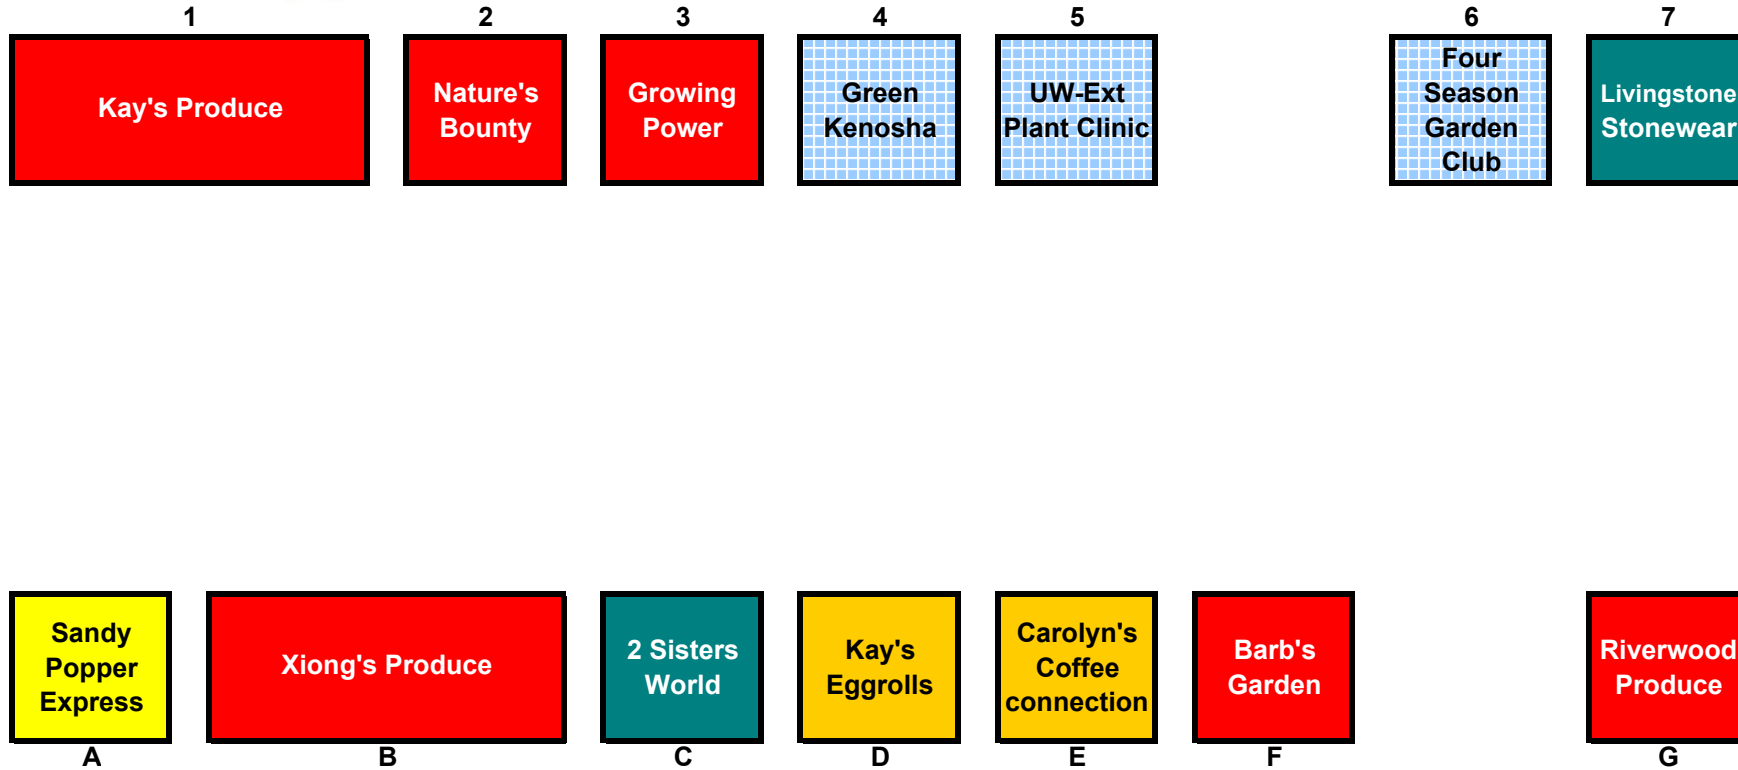 1 2 3 4 5 6 7
Kay's Produce
Nature's
Bounty
Growing
Power
Green
Kenosha
UW-Ext
Plant Clinic
Four
Season
Garden
Club
Livingstone
Stonewear
Sandy
Popper
Express
Xiong's Produce
2 Sisters
World
Kay's
Eggrolls
Carolyn's
Coffee
connection
Barb's
Garden
Riverwood
Produce
A B C D E F G